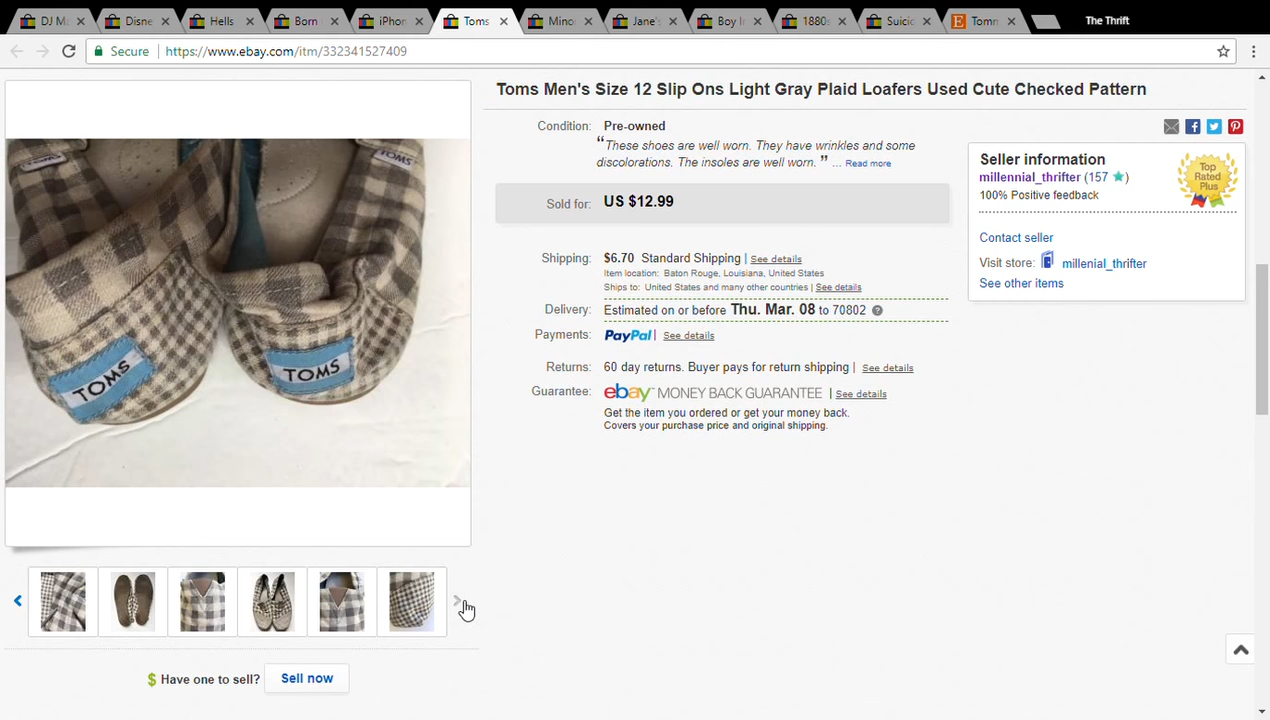 DJ Mc
Disne
Hells
Born
iPhon
Toms
Minor
Jane's
Boy I
1880s
Suicid
Tomm
The Thrift
Secure https://www.ebay.com/itm/332341527409
Toms Men's Size 12 Slip Ons Light Gray Plaid Loafers Used Cute Checked Pattern
Condition: Pre-owned
“These shoes are well worn. They have wrinkles and some
discolorations. The insoles are well worn.” ... Read more
Sold for: US $12.99
Shipping: $6.70 Standard Shipping | See details
Item location: Baton Rouge, Louisiana, United States
Ships to: United States and many other countries | See details
Delivery: Estimated on or before Thu. Mar. 08 to 70802
Payments: PayPal | See details
Returns: 60 day returns. Buyer pays for return shipping | See details
Guarantee: ebay MONEY BACK GUARANTEE | See details
Get the item you ordered or get your money back.
Covers your purchase price and original shipping.
Seller information
millennial_thrifter (157 ★)
100% Positive feedback
Top
Rated
Plus
Contact seller
Visit store: millenial_thrifter
See other items
TOMS
TOMS
TOMS
$ Have one to sell? Sell now